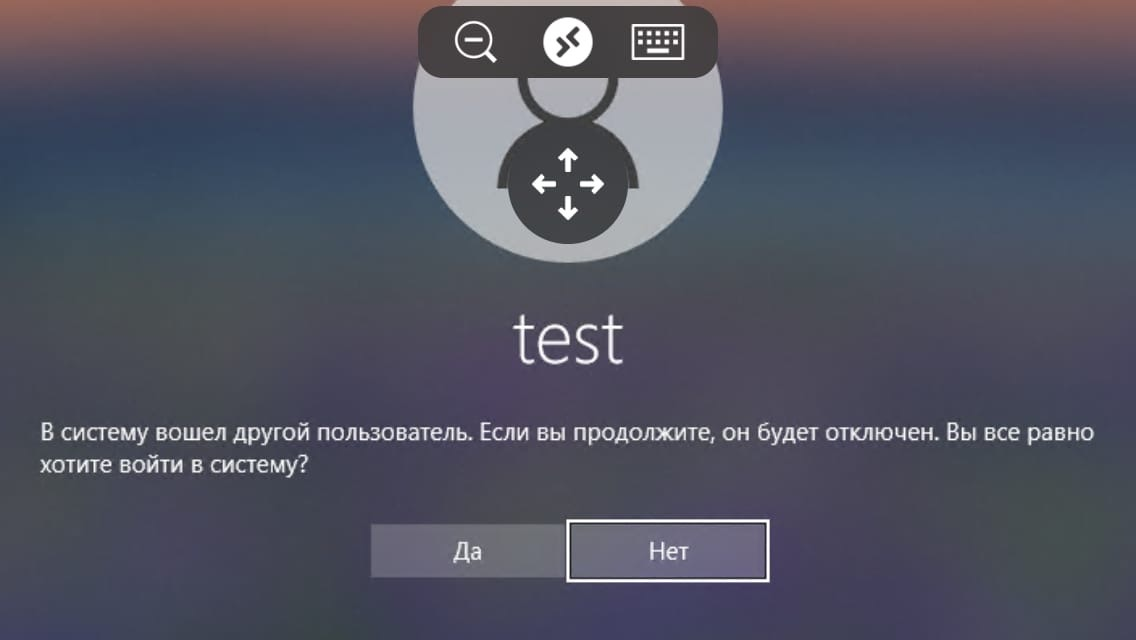 test
В систему вошел другой пользователь. Если вы продолжите, он будет отключен. Вы все равно
хотите войти в систему?
Да
Нет